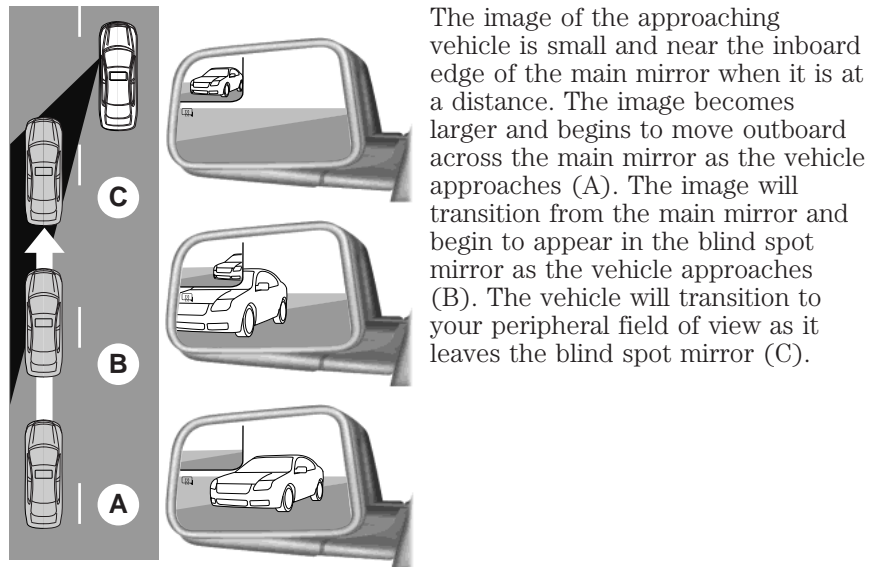 The image of the approaching
vehicle is small and near the inboard
edge of the main mirror when it is at
a distance. The image becomes
larger and begins to move outboard
across the main mirror as the vehicle
approaches (A). The image will
transition from the main mirror and
begin to appear in the blind spot
mirror as the vehicle approaches
(B). The vehicle will transition to
your peripheral field of view as it
leaves the blind spot mirror (C).
C
B
A